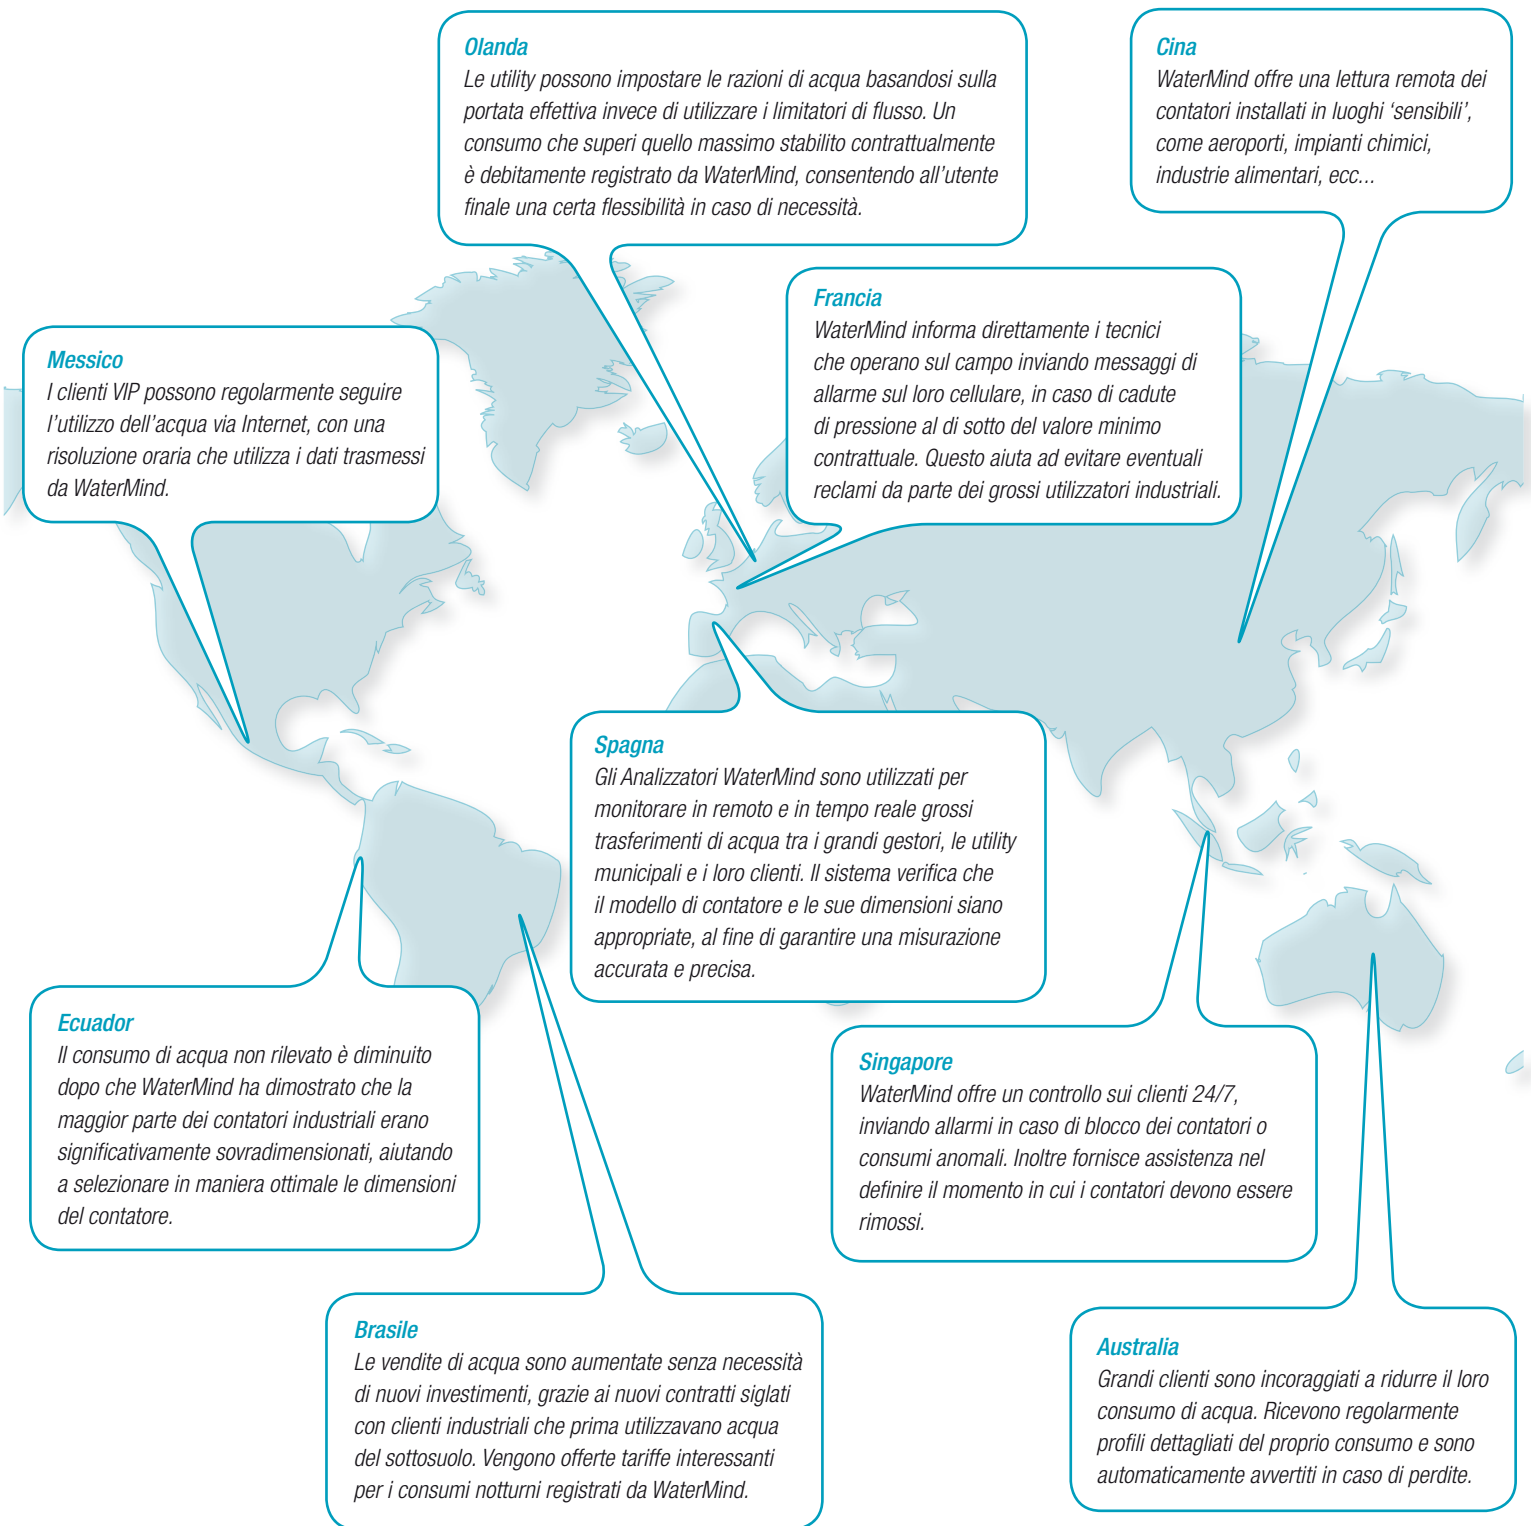 Olanda
Le utility possono impostare le razioni di acqua basandosi sulla
portata effettiva invece di utilizzare i limitatori di flusso. Un
consumo che superi quello massimo stabilito contrattualmente
è debitamente registrato da WaterMind, consentendo all'utente
finale una certa flessibilità in caso di necessità.
Cina
WaterMind offre una lettura remota dei
contatori installati in luoghi ‘sensibili’,
come aeroporti, impianti chimici,
industrie alimentari, ecc...
Francia
WaterMind informa direttamente i tecnici
che operano sul campo inviando messaggi di
allarme sul loro cellulare, in caso di cadute
di pressione al di sotto del valore minimo
contrattuale. Questo aiuta ad evitare eventuali
reclami da parte dei grossi utilizzatori industriali.
Messico
I clienti VIP possono regolarmente seguire
l'utilizzo dell'acqua via Internet, con una
risoluzione oraria che utilizza i dati trasmessi
da WaterMind.
Spagna
Gli Analizzatori WaterMind sono utilizzati per
monitorare in remoto e in tempo reale grossi
trasferimenti di acqua tra i grandi gestori, le utility
municipali e i loro clienti. Il sistema verifica che
il modello di contatore e le sue dimensioni siano
appropriate, al fine di garantire una misurazione
accurata e precisa.
Ecuador
Il consumo di acqua non rilevato è diminuito
dopo che WaterMind ha dimostrato che la
maggior parte dei contatori industriali erano
significativamente sovradimensionati, aiutando
a selezionare in maniera ottimale le dimensioni
del contatore.
Singapore
WaterMind offre un controllo sui clienti 24/7,
inviando allarmi in caso di blocco dei contatori o
consumi anomali. Inoltre fornisce assistenza nel
definire il momento in cui i contatori devono essere
rimossi.
Brasile
Le vendite di acqua sono aumentate senza necessità
di nuovi investimenti, grazie ai nuovi contratti siglati
con clienti industriali che prima utilizzavano acqua
del sottosuolo. Vengono offerte tariffe interessanti
per i consumi notturni registrati da WaterMind.
Australia
Grandi clienti sono incoraggiati a ridurre il loro
consumo di acqua. Ricevono regolarmente
profili dettagliati del proprio consumo e sono
automaticamente avvertiti in caso di perdite.